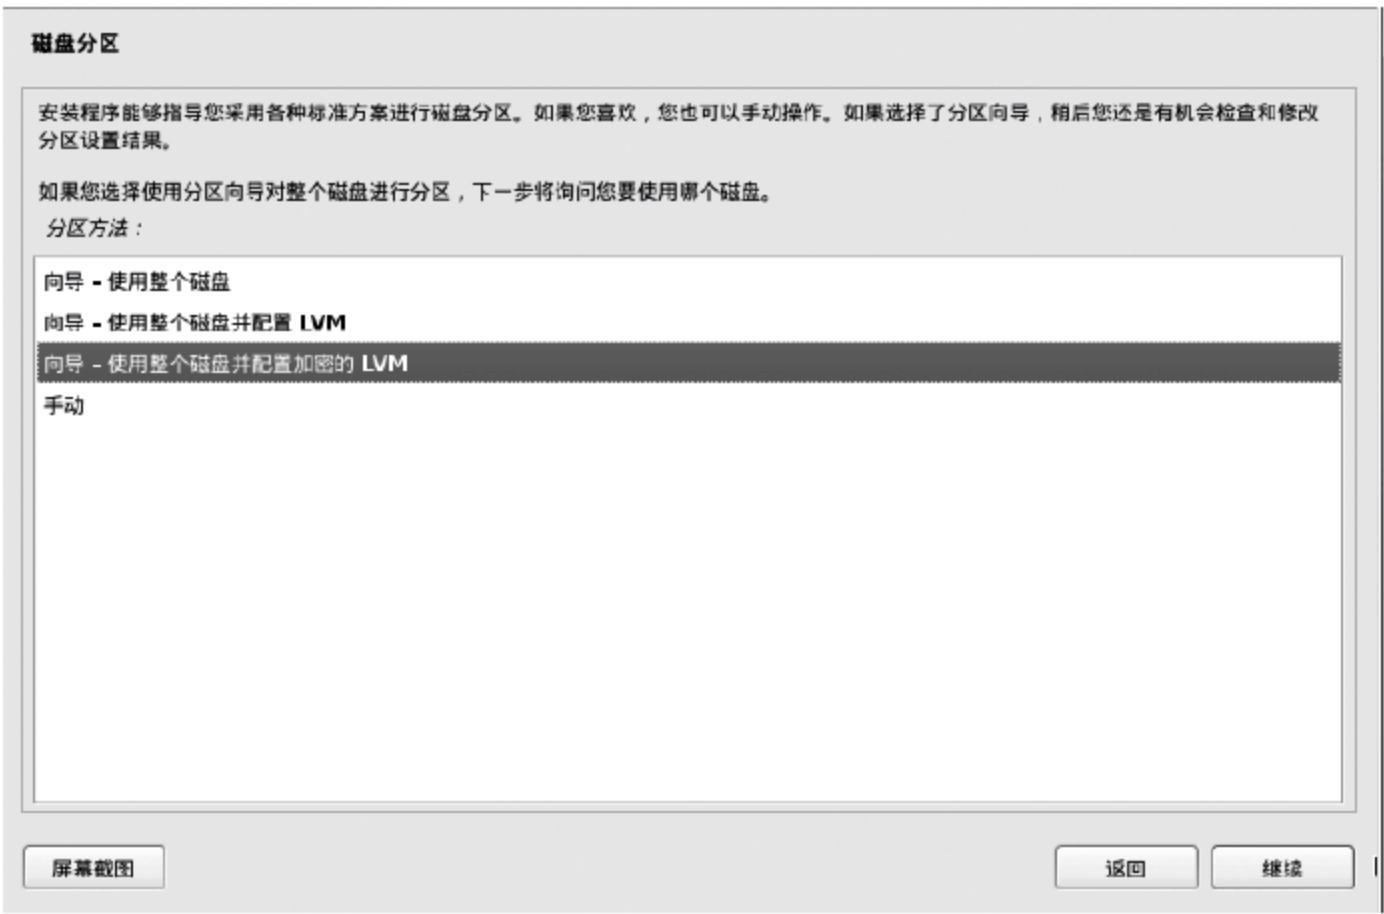 磁盘分区
安装程序能够指导您采用各种标准方案进行磁盘分区。如果您喜欢，您也可以手动操作。如果选择了分区向导，稍后您还是有机会检查和修改
分区设置结果。
如果您选择使用分区向导对整个磁盘进行分区，下一步将询问您要使用哪个磁盘。
分区方法：
向导 - 使用整个磁盘
向导 - 使用整个磁盘并配置 LVM
向导 - 使用整个磁盘并配置加密的 LVM
手动
屏幕截图 返回 继续